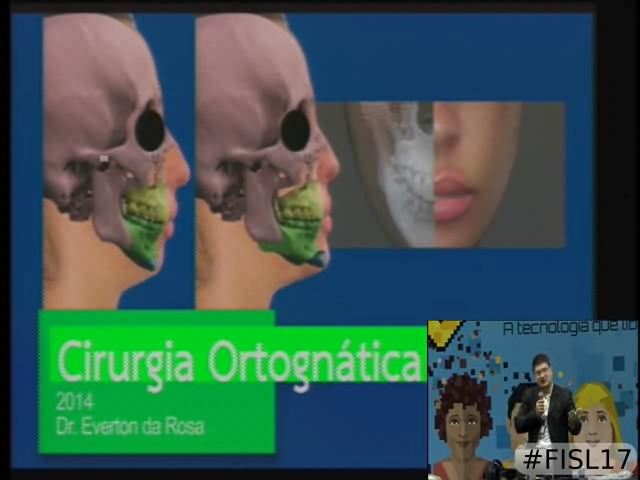 Cirurgia Ortognática
2014
Dr. Everton da Rosa
A tecnologia que
#FISL17